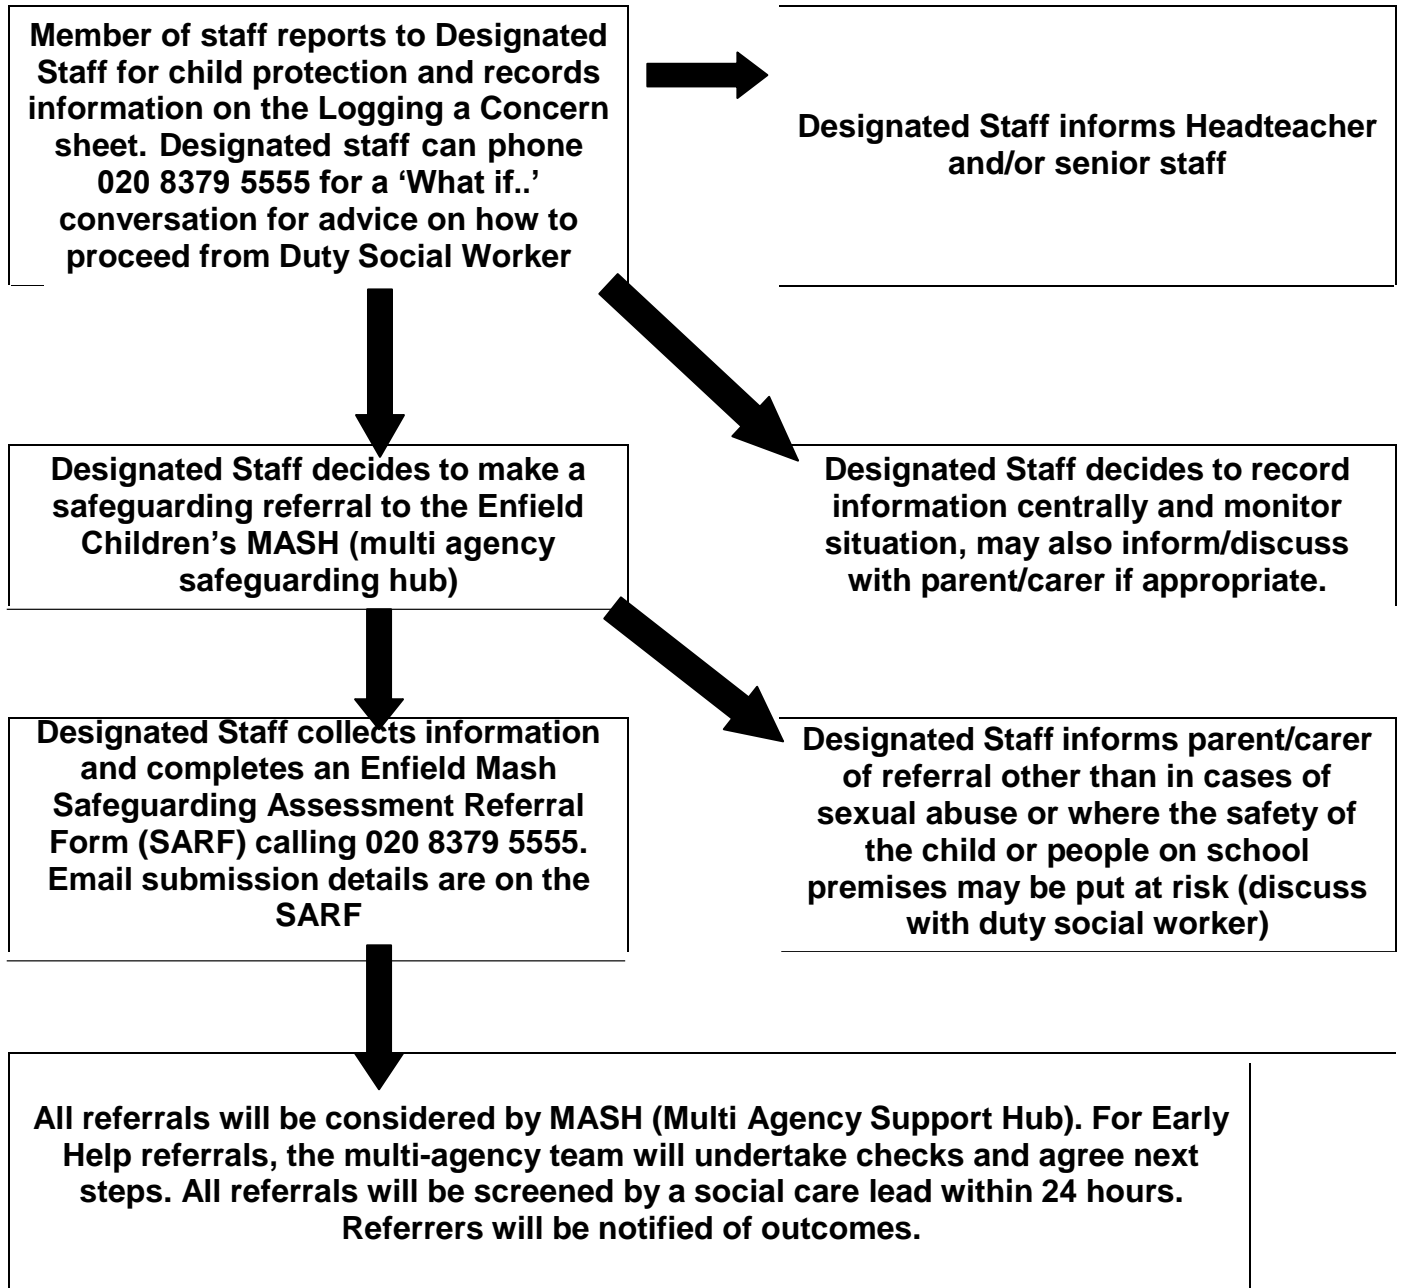 Member of staff reports to Designated
Staff for child protection and records
information on the Logging a Concern
sheet. Designated staff can phone
020 8379 5555 for a ‘What if..’
conversation for advice on how to
proceed from Duty Social Worker
Designated Staff informs Headteacher
and/or senior staff
Designated Staff decides to make a
safeguarding referral to the Enfield
Children’s MASH (multi agency
safeguarding hub)
Designated Staff decides to record
information centrally and monitor
situation, may also inform/discuss
with parent/carer if appropriate.
Designated Staff collects information
and completes an Enfield Mash
Safeguarding Assessment Referral
Form (SARF) calling 020 8379 5555.
Email submission details are on the
SARF
Designated Staff informs parent/carer
of referral other than in cases of
sexual abuse or where the safety of
the child or people on school
premises may be put at risk (discuss
with duty social worker)
All referrals will be considered by MASH (Multi Agency Support Hub). For Early
Help referrals, the multi-agency team will undertake checks and agree next
steps. All referrals will be screened by a social care lead within 24 hours.
Referrers will be notified of outcomes.